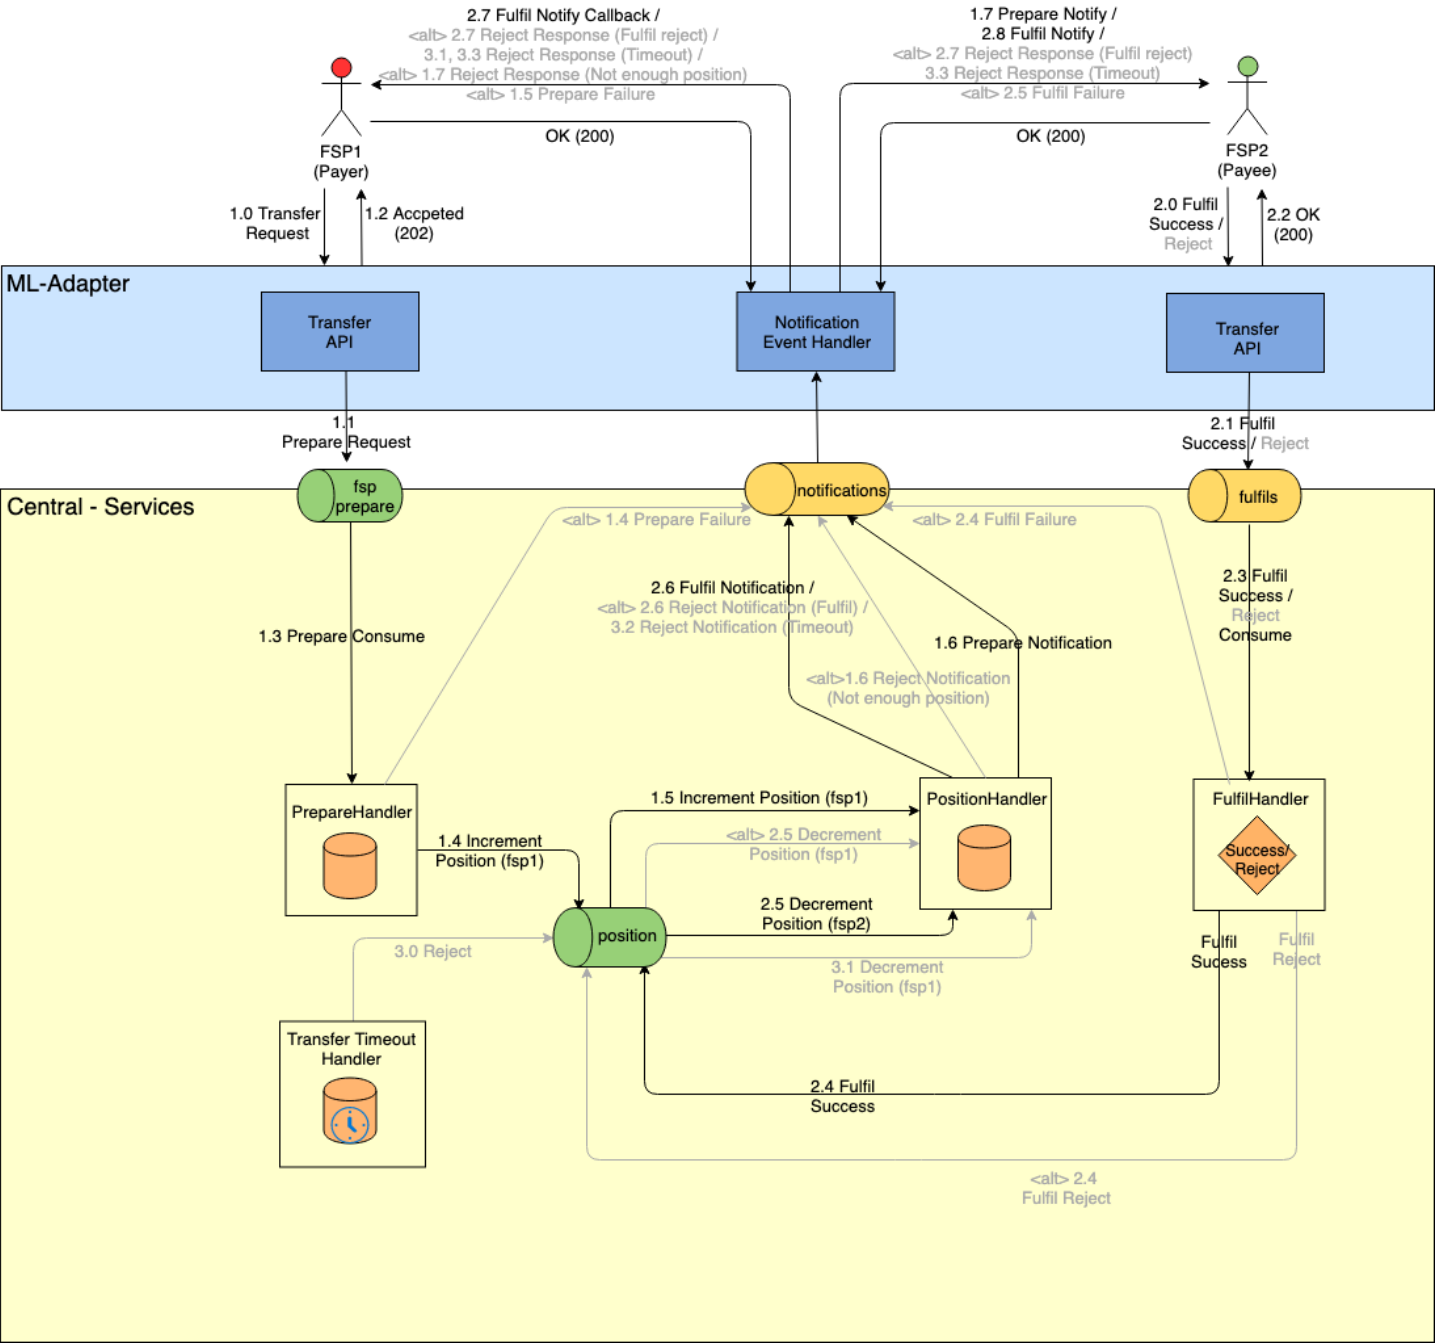 2.7 Fulfil Notify Callback /
<alt> 2.7 Reject Response (Fulfil reject) /
3.1, 3.3 Reject Response (Timeout) /
<alt> 1.7 Reject Response (Not enough position)
<alt> 1.5 Prepare Failure
1.7 Prepare Notify /
2.8 Fulfil Notify /
<alt> 2.7 Reject Response (Fulfil reject)
3.3 Reject Response (Timeout)
<alt> 2.5 Fulfil Failure
OK (200)
OK (200)
FSP1
(Payer)
FSP2
(Payee)
1.0 Transfer
Request
1.2 Accpeted
(202)
2.0 Fulfil
Success /
Reject
2.2 OK
(200)
ML-Adapter
Transfer
API
Notification
Event Handler
Transfer
API
1.1
Prepare Request
2.1 Fulfil
Success / Reject
Central - Services
fsp
prepare
notifications
fulfils
<alt> 1.4 Prepare Failure
<alt> 2.4 Fulfil Failure
2.6 Fulfil Notification /
<alt> 2.6 Reject Notification (Fulfil) /
3.2 Reject Notification (Timeout)
2.3 Fulfil
Success /
Reject
Consume
1.3 Prepare Consume
1.6 Prepare Notification
<alt>1.6 Reject Notification
(Not enough position)
PrepareHandler
1.5 Increment Position (fsp1)
PositionHandler
FulfilHandler
1.4 Increment
Position (fsp1)
<alt> 2.5 Decrement
Position (fsp1)
Success/
Reject
2.5 Decrement
Position (fsp2)
position
3.0 Reject
3.1 Decrement
Position (fsp1)
Fulfil
Sucess
Fulfil
Reject
Transfer Timeout
Handler
2.4 Fulfil
Success
<alt> 2.4
Fulfil Reject